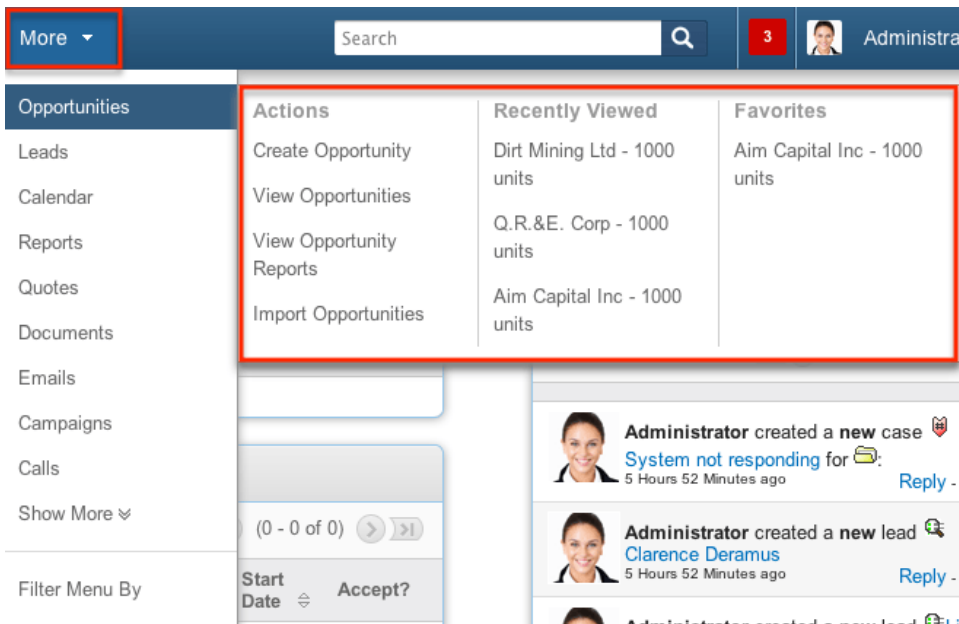 More
Search
3
Administra
Opportunities
Leads
Calendar
Reports
Quotes
Documents
Emails
Campaigns
Calls
Show More
Filter Menu By
Actions
Create Opportunity
View Opportunities
View Opportunity
Reports
Import Opportunities
Recently Viewed
Dirt Mining Ltd - 1000
units
Q.R.&E. Corp - 1000
units
Aim Capital Inc - 1000
units
Favorites
Aim Capital Inc - 1000
units
(0 - 0 of 0)
Start
Date
Accept?
Administrator created a new case
System not responding for :
5 Hours 52 Minutes ago
Reply -
Administrator created a new lead
Clarence Deramus
5 Hours 52 Minutes ago
Reply -
Administrator created a new lead